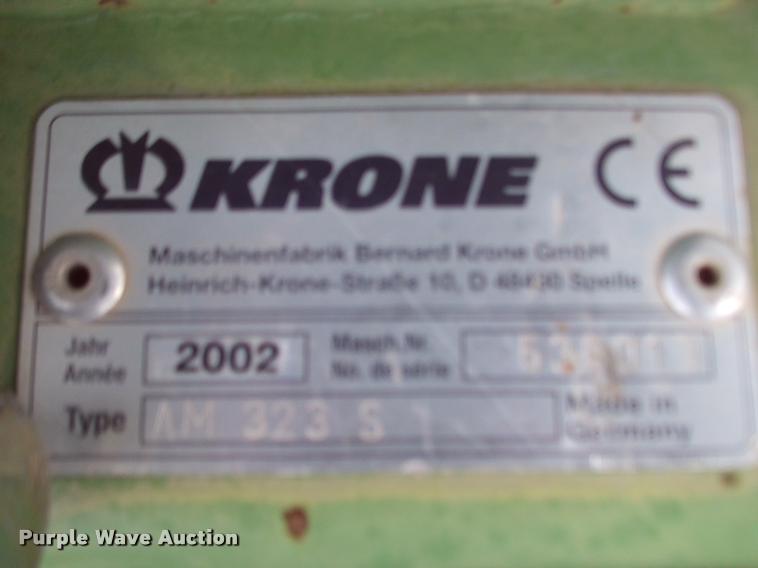 KRONE CE
Maschinenfabrik Bernard Krone GmbH
Heinrich-Krone-Straße 10, D 48480 Spelle
Jahr
Année
2002
Masch.Nr.
No. de série
Type
AM 323 S
Made in
Germany
Purple Wave Auction